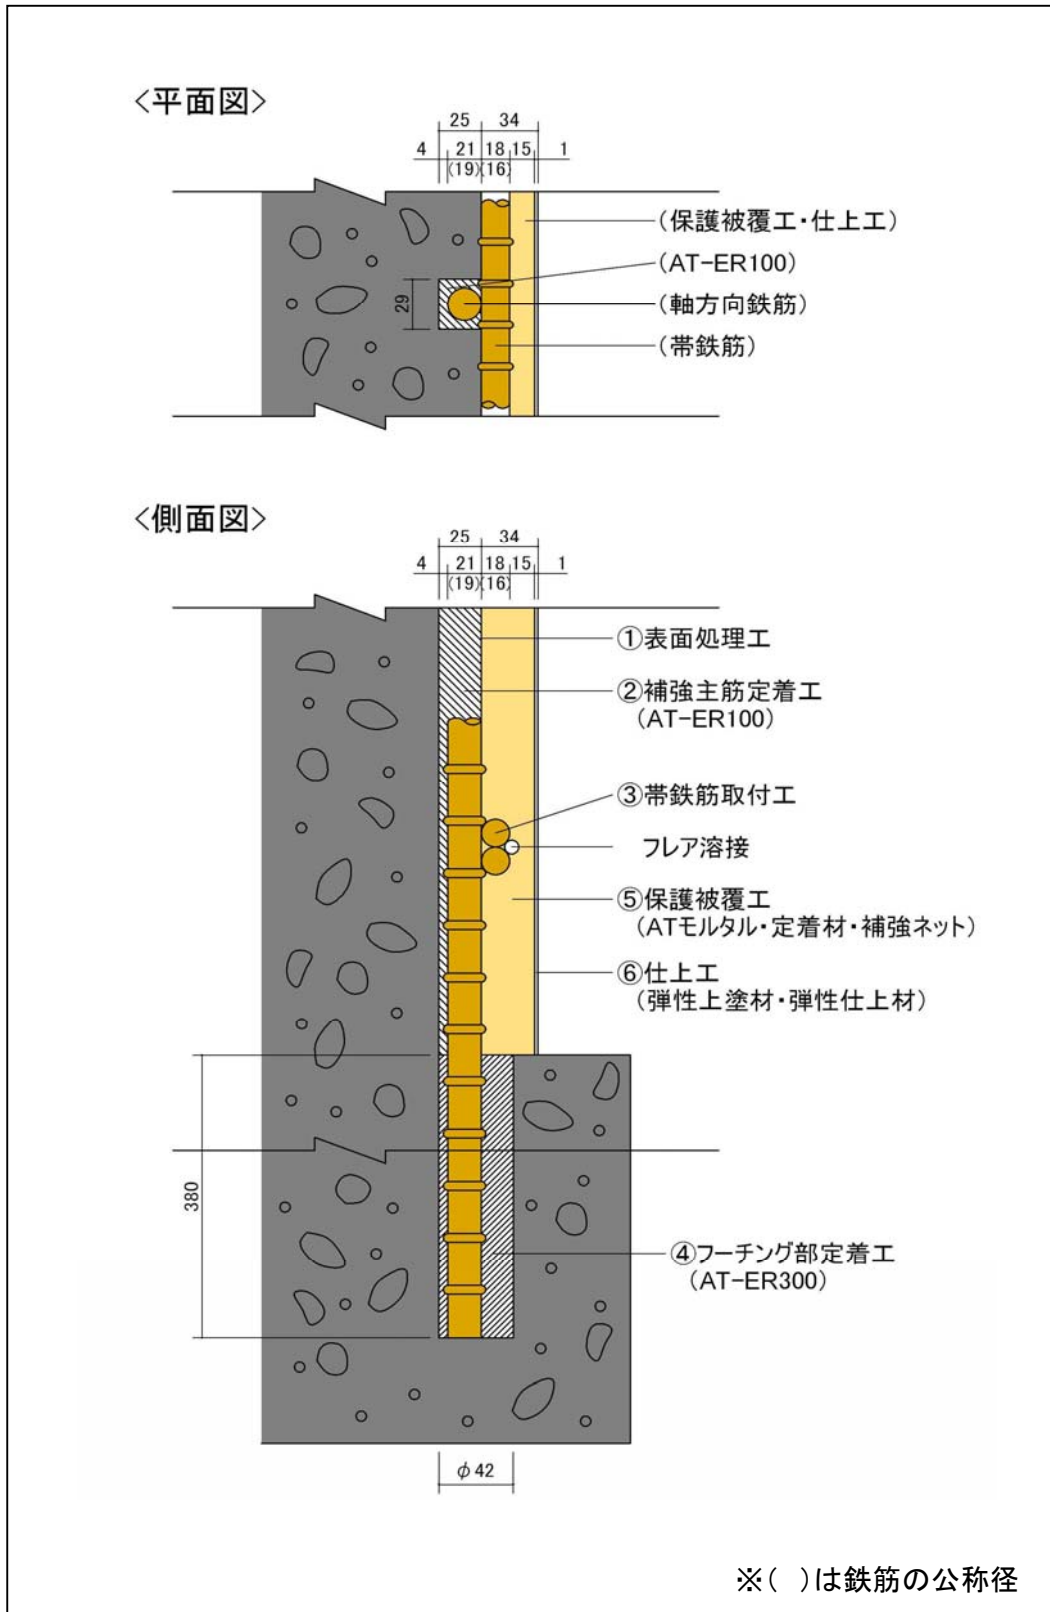 <平面図>
25 34
4 21 18 15 1
(19) (16)
(保護被覆工・仕上工)
(AT-ER100)
(軸方向鉄筋)
(帯鉄筋)
29
<側面図>
25 34
4 21 18 15 1
(19) (16)
①表面処理工
②補強主筋定着工
(AT-ER100)
③帯鉄筋取付工
フレア溶接
⑤保護被覆工
(ATモルタル・定着材・補強ネット)
⑥仕上工
(弾性上塗材・弾性仕上材)
380
④フーチング部定着工
(AT-ER300)
φ42
※( )は鉄筋の公称径